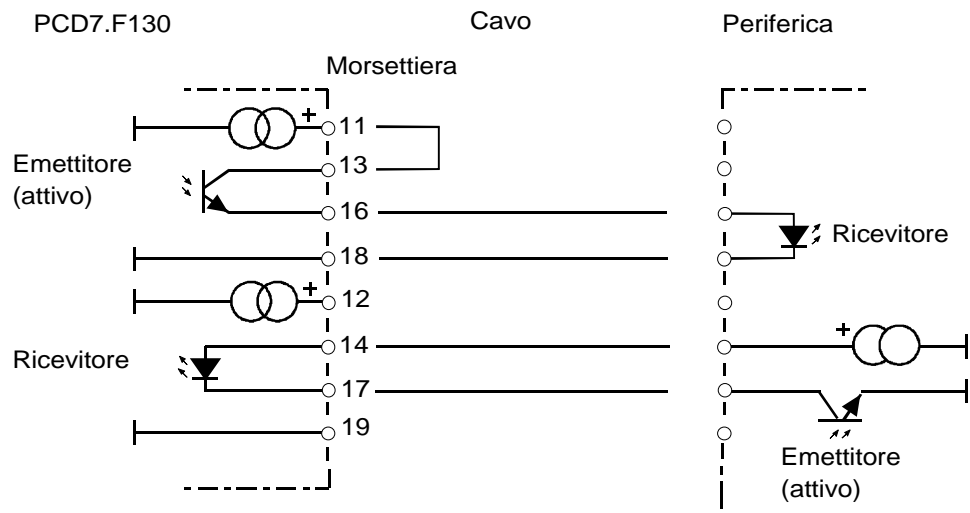 PCD7.F130
Cavo
Periferica
Morsettiera
+
11
Emettitore
(attivo)
13
16
Ricevitore
18
+
12
Ricevitore
14
+
17
19
Emettitore
(attivo)